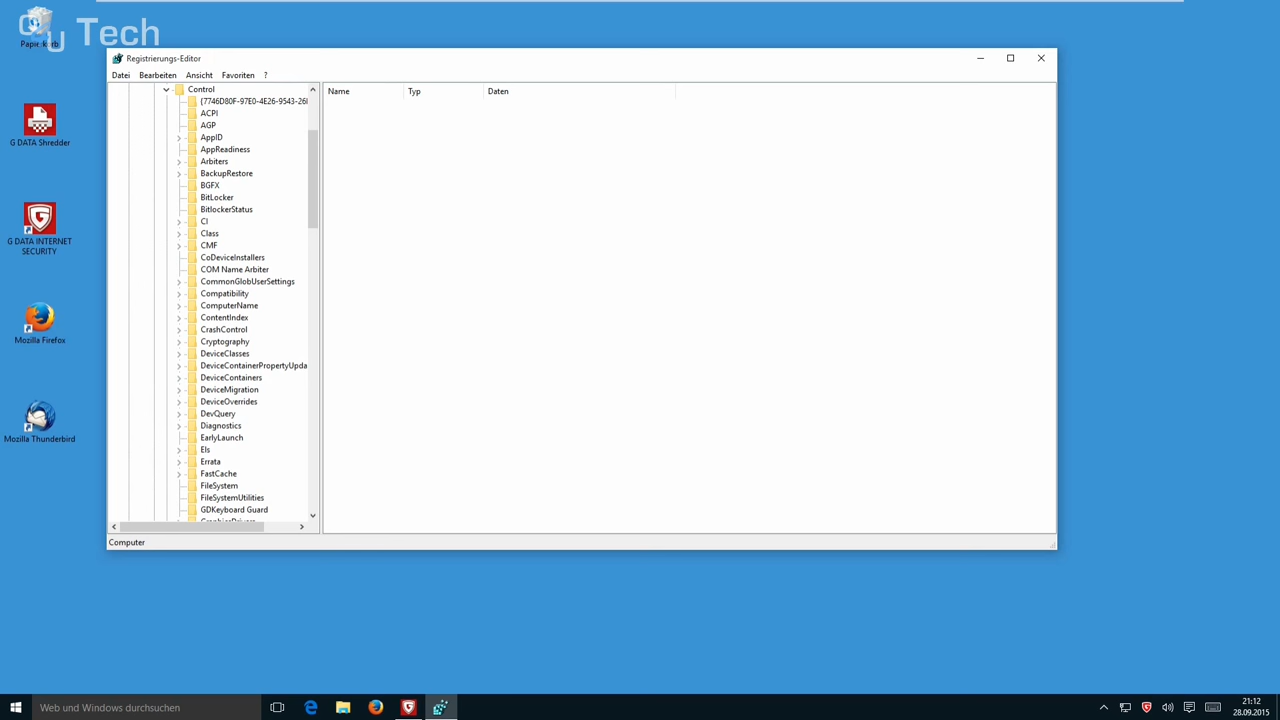 Tech
Papierkorb
G DATA Shredder
G DATA INTERNET
SECURITY
Mozilla Firefox
Mozilla Thunderbird
Registrierungs-Editor
Datei Bearbeiten Ansicht Favoriten ?
Control
{7746D80F-97E0-4E26-9543-26
ACPI
AGP
AppID
AppReadiness
Arbiters
BackupRestore
BGFX
BitLocker
BitlockerStatus
CI
Class
CMF
CoDeviceInstallers
COM Name Arbiter
CommonGlobUserSettings
Compatibility
ComputerName
ContentIndex
CrashControl
Cryptography
DeviceClasses
DeviceContainerPropertyUpda
DeviceContainers
DeviceMigration
DeviceOverrides
DevQuery
Diagnostics
EarlyLaunch
Els
Errata
FastCache
FileSystem
FileSystemUtilities
GDKeyboard Guard
GraphicsDrivers
Name Typ Daten
Computer
Web und Windows durchsuchen
21:12
28.09.2015